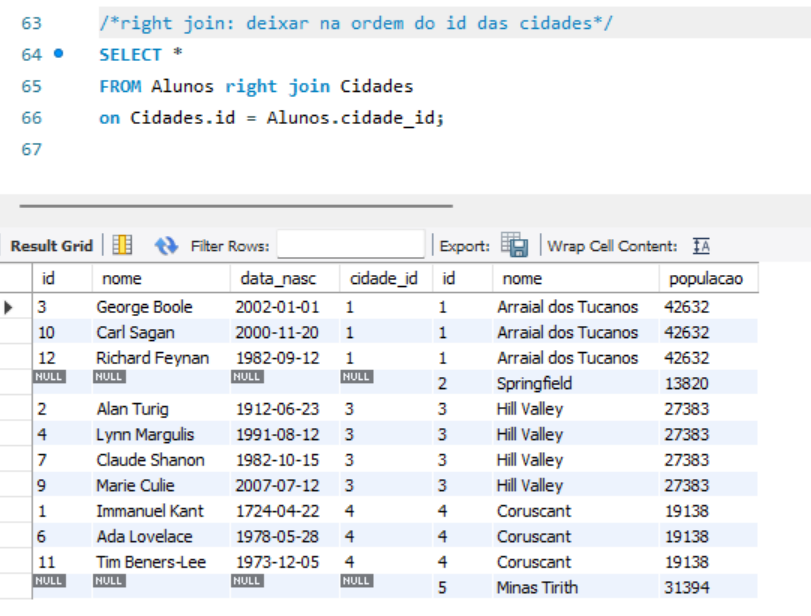 63 /*right join: deixar na ordem do id das cidades*/
64 SELECT *
65 FROM Alunos right join Cidades
66 on Cidades.id = Alunos.cidade_id;
67
Result Grid Filter Rows: Export: Wrap Cell Content: IA
id nome data_nasc cidade_id id nome populacao
3 George Boole 2002-01-01 1 1 Arraial dos Tucanos 42632
10 Carl Sagan 2000-11-20 1 1 Arraial dos Tucanos 42632
12 Richard Feynan 1982-09-12 1 1 Arraial dos Tucanos 42632
NULL NULL NULL NULL 2 Springfield 13820
2 Alan Turig 1912-06-23 3 3 Hill Valley 27383
4 Lynn Margulis 1991-08-12 3 3 Hill Valley 27383
7 Claude Shanon 1982-10-15 3 3 Hill Valley 27383
9 Marie Culie 2007-07-12 3 3 Hill Valley 27383
1 Immanuel Kant 1724-04-22 4 4 Coruscant 19138
6 Ada Lovelace 1978-05-28 4 4 Coruscant 19138
11 Tim Beners-Lee 1973-12-05 4 4 Coruscant 19138
NULL NULL NULL NULL 5 Minas Tirith 31394